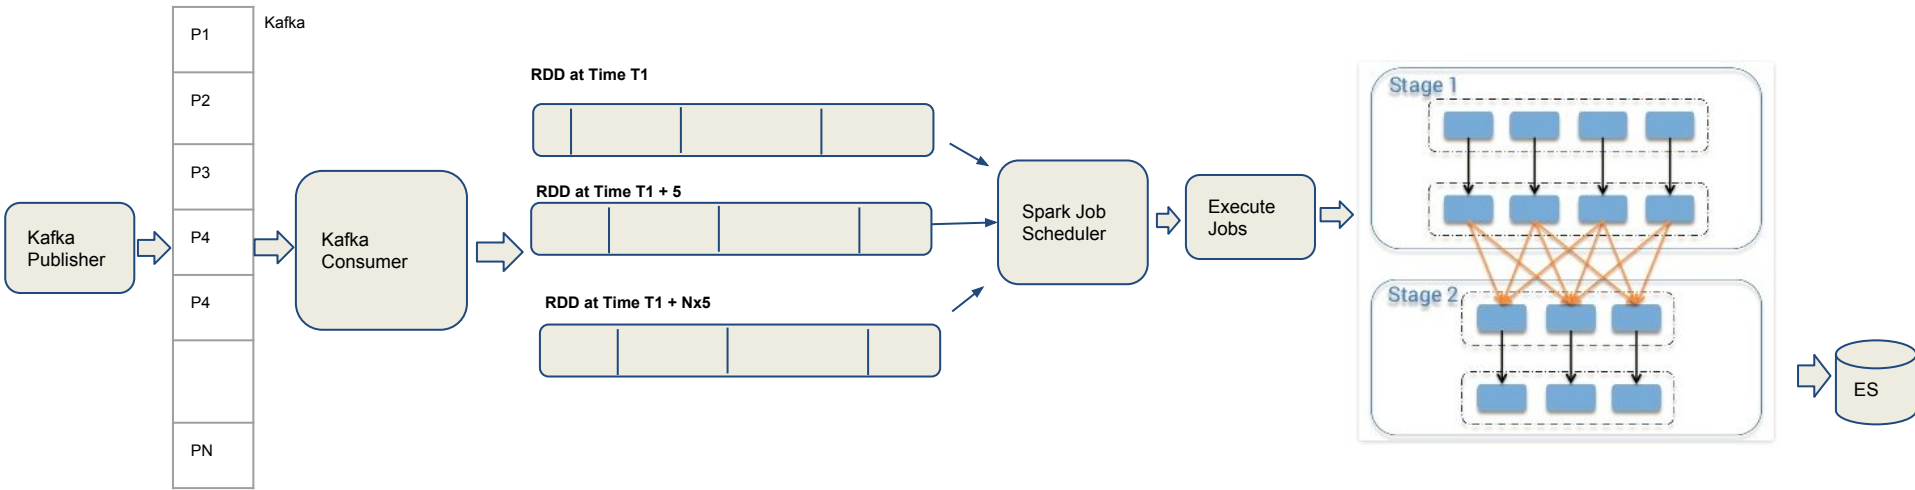 Kafka
Publisher
P1
P2
P3
P4
P4
PN
Kafka
Kafka
Consumer
RDD at Time T1
RDD at Time T1 + 5
RDD at Time T1 + Nx5
Spark Job
Scheduler
Execute
Jobs
Stage 1
Stage 2
ES